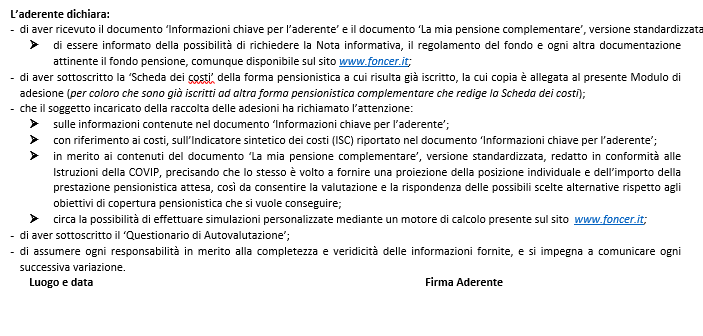 L’aderente dichiara:
- di aver ricevuto il documento ‘Informazioni chiave per l’aderente’ e il documento ‘La mia pensione complementare’, versione standardizzata
➢ di essere informato della possibilità di richiedere la Nota informativa, il regolamento del fondo e ogni altra documentazione
attinente il fondo pensione, comunque disponibile sul sito www.foncer.it;
- di aver sottoscritto la ‘Scheda dei costi’ della forma pensionistica a cui risulta già iscritto, la cui copia è allegata al presente Modulo di
adesione (per coloro che sono già iscritti ad altra forma pensionistica complementare che redige la Scheda dei costi);
- che il soggetto incaricato della raccolta delle adesioni ha richiamato l’attenzione:
➢ sulle informazioni contenute nel documento ‘Informazioni chiave per l’aderente’;
➢ con riferimento ai costi, sull’Indicatore sintetico dei costi (ISC) riportato nel documento ‘Informazioni chiave per l’aderente’;
➢ in merito ai contenuti del documento ‘La mia pensione complementare’, versione standardizzata, redatto in conformità alle
Istruzioni della COVIP, precisando che lo stesso è volto a fornire una proiezione della posizione individuale e dell’importo della
prestazione pensionistica attesa, così da consentire la valutazione e la rispondenza delle possibili scelte alternative rispetto agli
obiettivi di copertura pensionistica che si vuole conseguire;
➢ circa la possibilità di effettuare simulazioni personalizzate mediante un motore di calcolo presente sul sito www.foncer.it;
- di aver sottoscritto il ‘Questionario di Autovalutazione’;
- di assumere ogni responsabilità in merito alla completezza e veridicità delle informazioni fornite, e si impegna a comunicare ogni
successiva variazione.
Luogo e data Firma Aderente